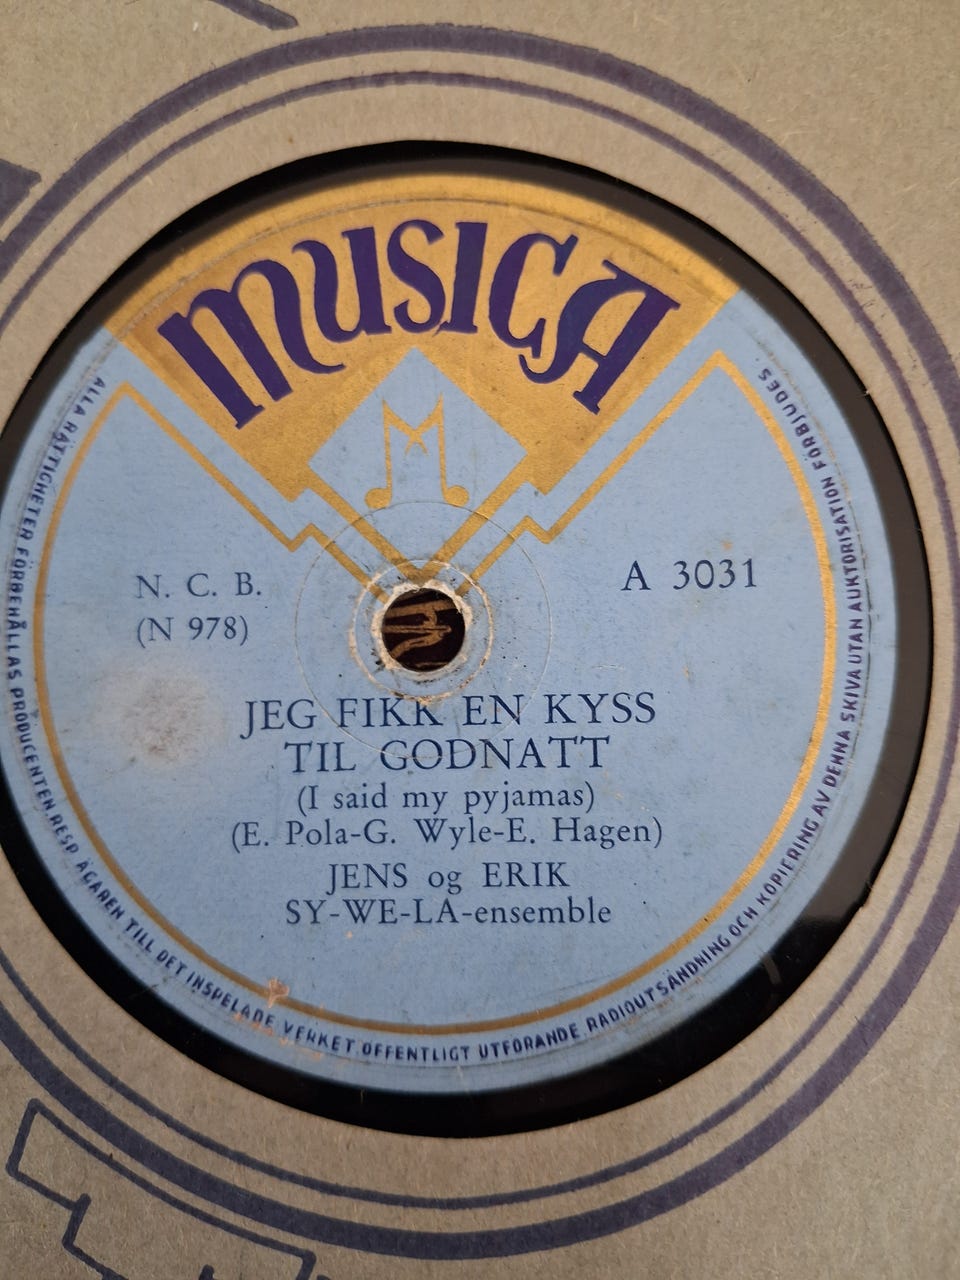 MUSICA
M
N. C. B.
(N 978)
A 3031
JEG FIKK EN KYSS
TIL GODNATT
(I said my pyjamas)
(E. Pola-G. Wyle-E. Hagen)
JENS og ERIK
SY-WE-LA-ensemble
ALLA RÄTTIGHETER FÖRBEHÅLLAS PRODUCENTEN RESP ÄGAREN TILL DET INSPELADE VERKET. OFFENTLIGT UTFÖRANDE, RADIOUTSÄNDNING OCH KOPIERING AV DENNA SKIVA UTAN AUKTORISATION FÖRBJUDES